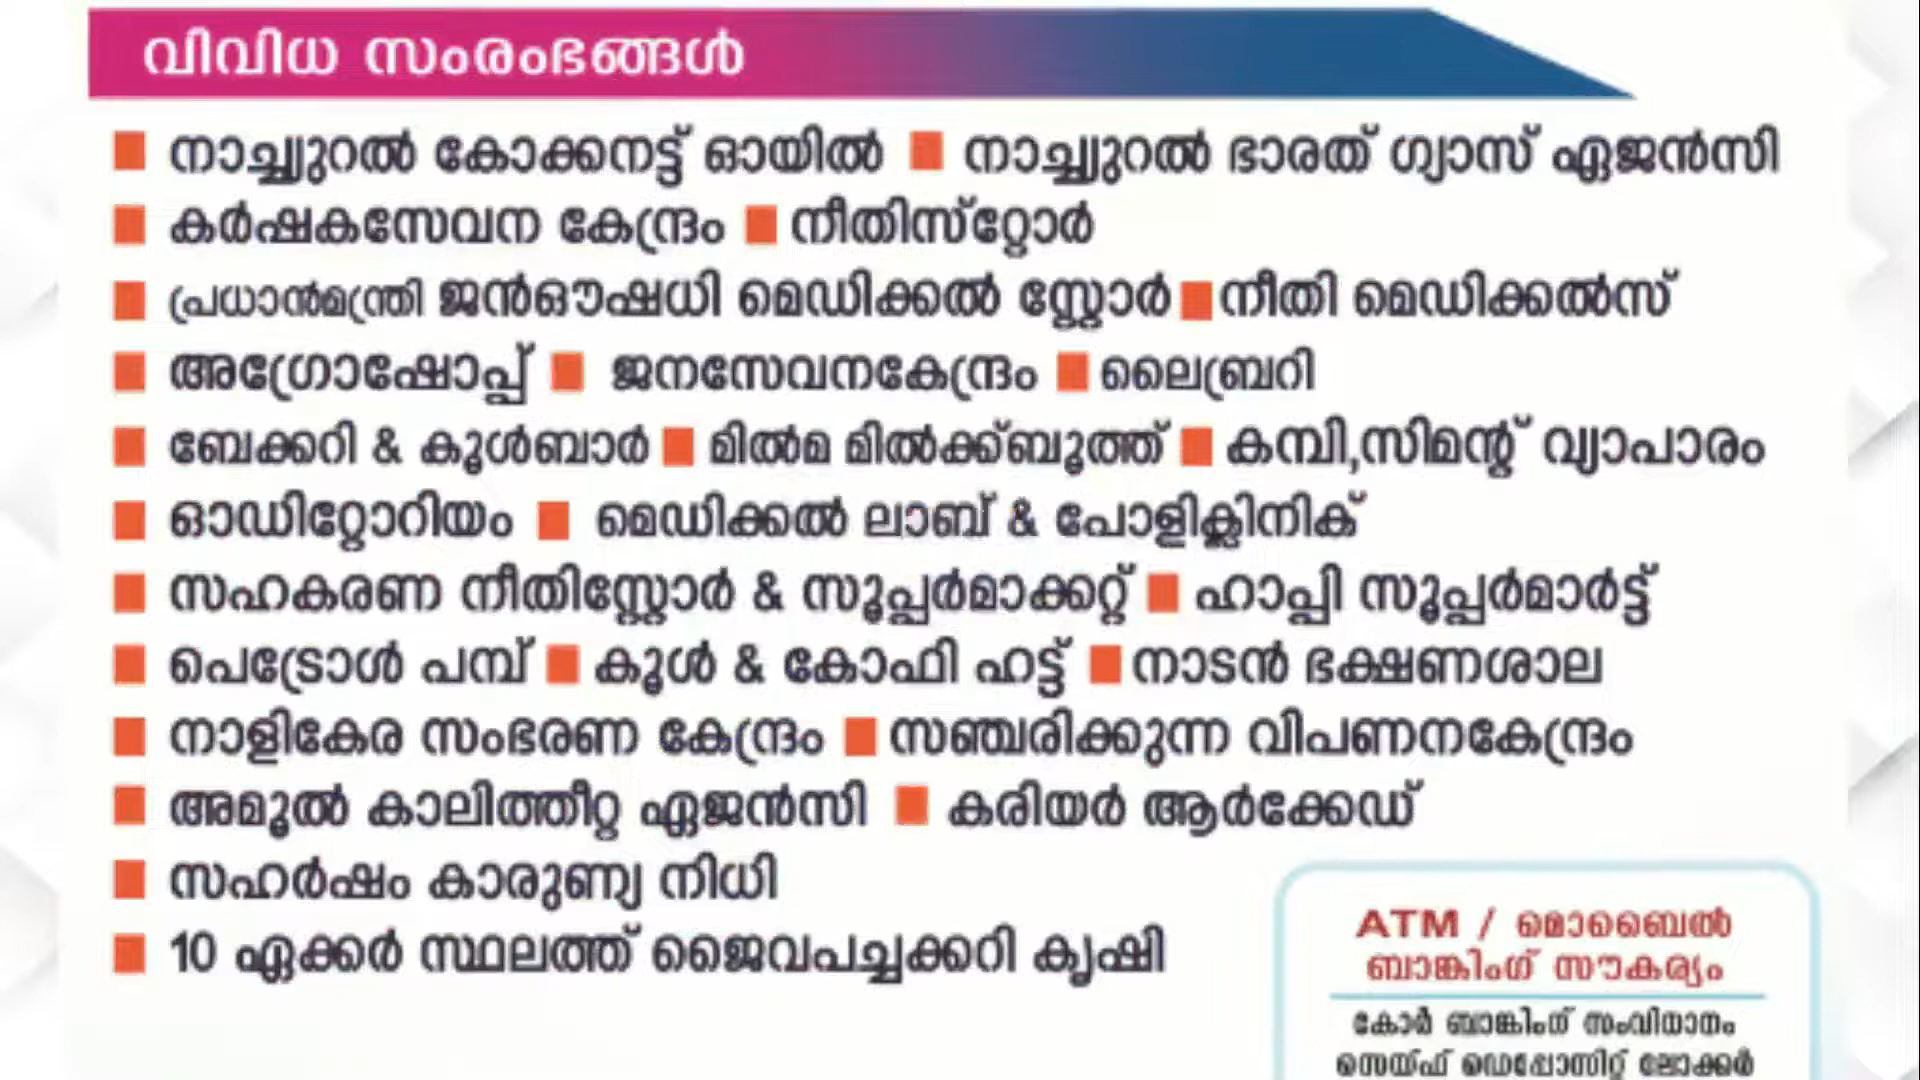 വിവിധ സംരംഭങ്ങൾ
■ നാച്ച്യുറൽ കോക്കനട്ട് ഓയിൽ ■ നാച്ച്യുറൽ ഭാരത് ഗ്യാസ് ഏജൻസി
■ കർഷകസേവന കേന്ദ്രം ■ നീതിസ്റ്റോർ
■ പ്രധാൻമന്ത്രി ജൻഔഷധി മെഡിക്കൽ സ്റ്റോർ ■ നീതി മെഡിക്കൽസ്
■ അഗ്രോഷോപ്പ് ■ ജനസേവനകേന്ദ്രം ■ ലൈബ്രറി
■ ബേക്കറി & കൂൾബാർ ■ മിൽമ മിൽക്ക്ബൂത്ത് ■ കമ്പി,സിമന്റ് വ്യാപാരം
■ ഓഡിറ്റോറിയം ■ മെഡിക്കൽ ലാബ് & പോളിക്ലിനിക്
■ സഹകരണ നീതിസ്റ്റോർ & സൂപ്പർമാക്കറ്റ് ■ ഹാപ്പി സൂപ്പർമാർട്ട്
■ പെട്രോൾ പമ്പ് ■ കൂൾ & കോഫി ഹട്ട് ■ നാടൻ ഭക്ഷണശാല
■ നാളികേര സംഭരണ കേന്ദ്രം ■ സഞ്ചരിക്കുന്ന വിപണനകേന്ദ്രം
■ അമൂൽ കാലിത്തീറ്റ ഏജൻസി ■ കരിയർ ആർക്കേഡ്
■ സഹർഷം കാരുണ്യ നിധി
■ 10 ഏക്കർ സ്ഥലത്ത് ജൈവപച്ചക്കറി കൃഷി
ATM / മൊബൈൽ
ബാങ്കിംഗ് സൗകര്യം
കോർ ബാങ്കിംഗ് സംവിധാനം
സെയ്ഫ് ഡെപ്പോസിറ്റ് ലോക്കർ